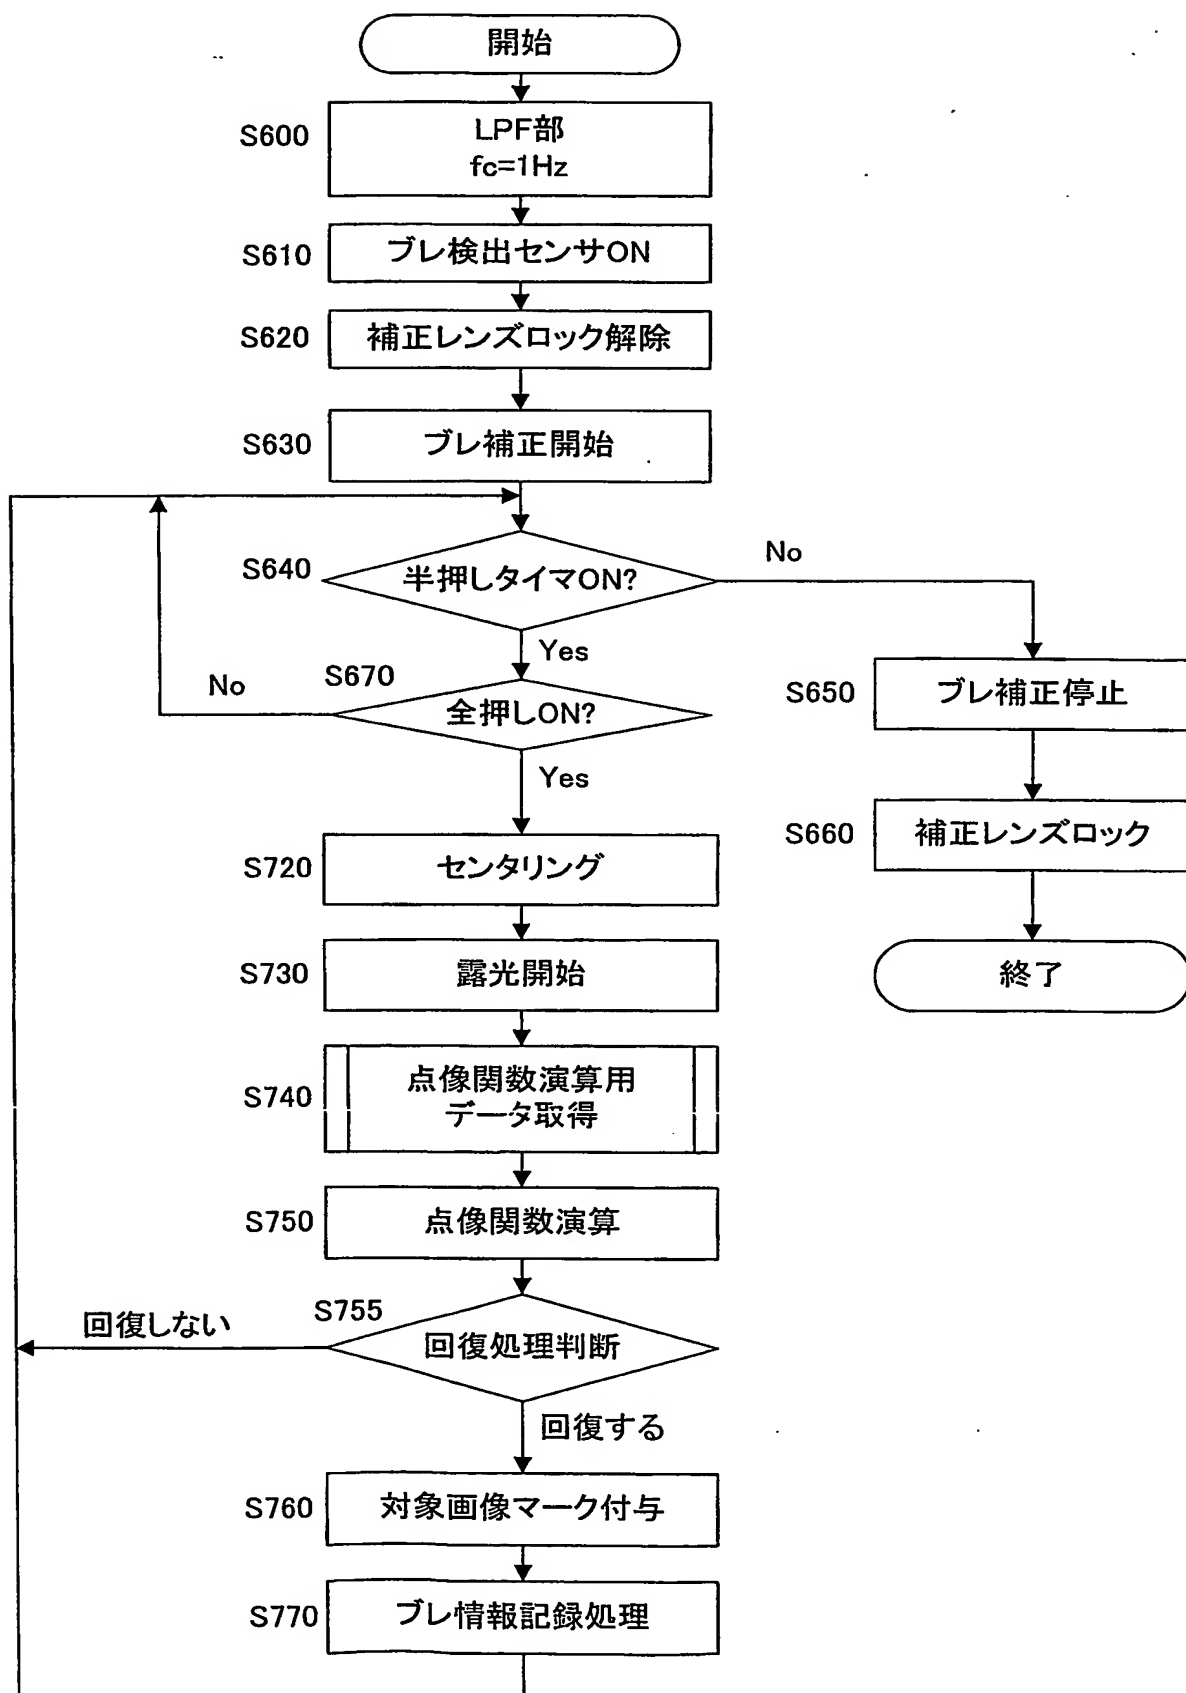 開始
S600
LPF部
fc=1Hz
S610
ブレ検出センサON
S620
補正レンズロック解除
S630
ブレ補正開始
S640
半押しタイマON?
No
Yes
S670
全押しON?
No
Yes
S650
ブレ補正停止
S660
補正レンズロック
終了
S720
センタリング
S730
露光開始
S740
点像関数演算用
データ取得
S750
点像関数演算
S755
回復処理判断
回復しない
回復する
S760
対象画像マーク付与
S770
ブレ情報記録処理